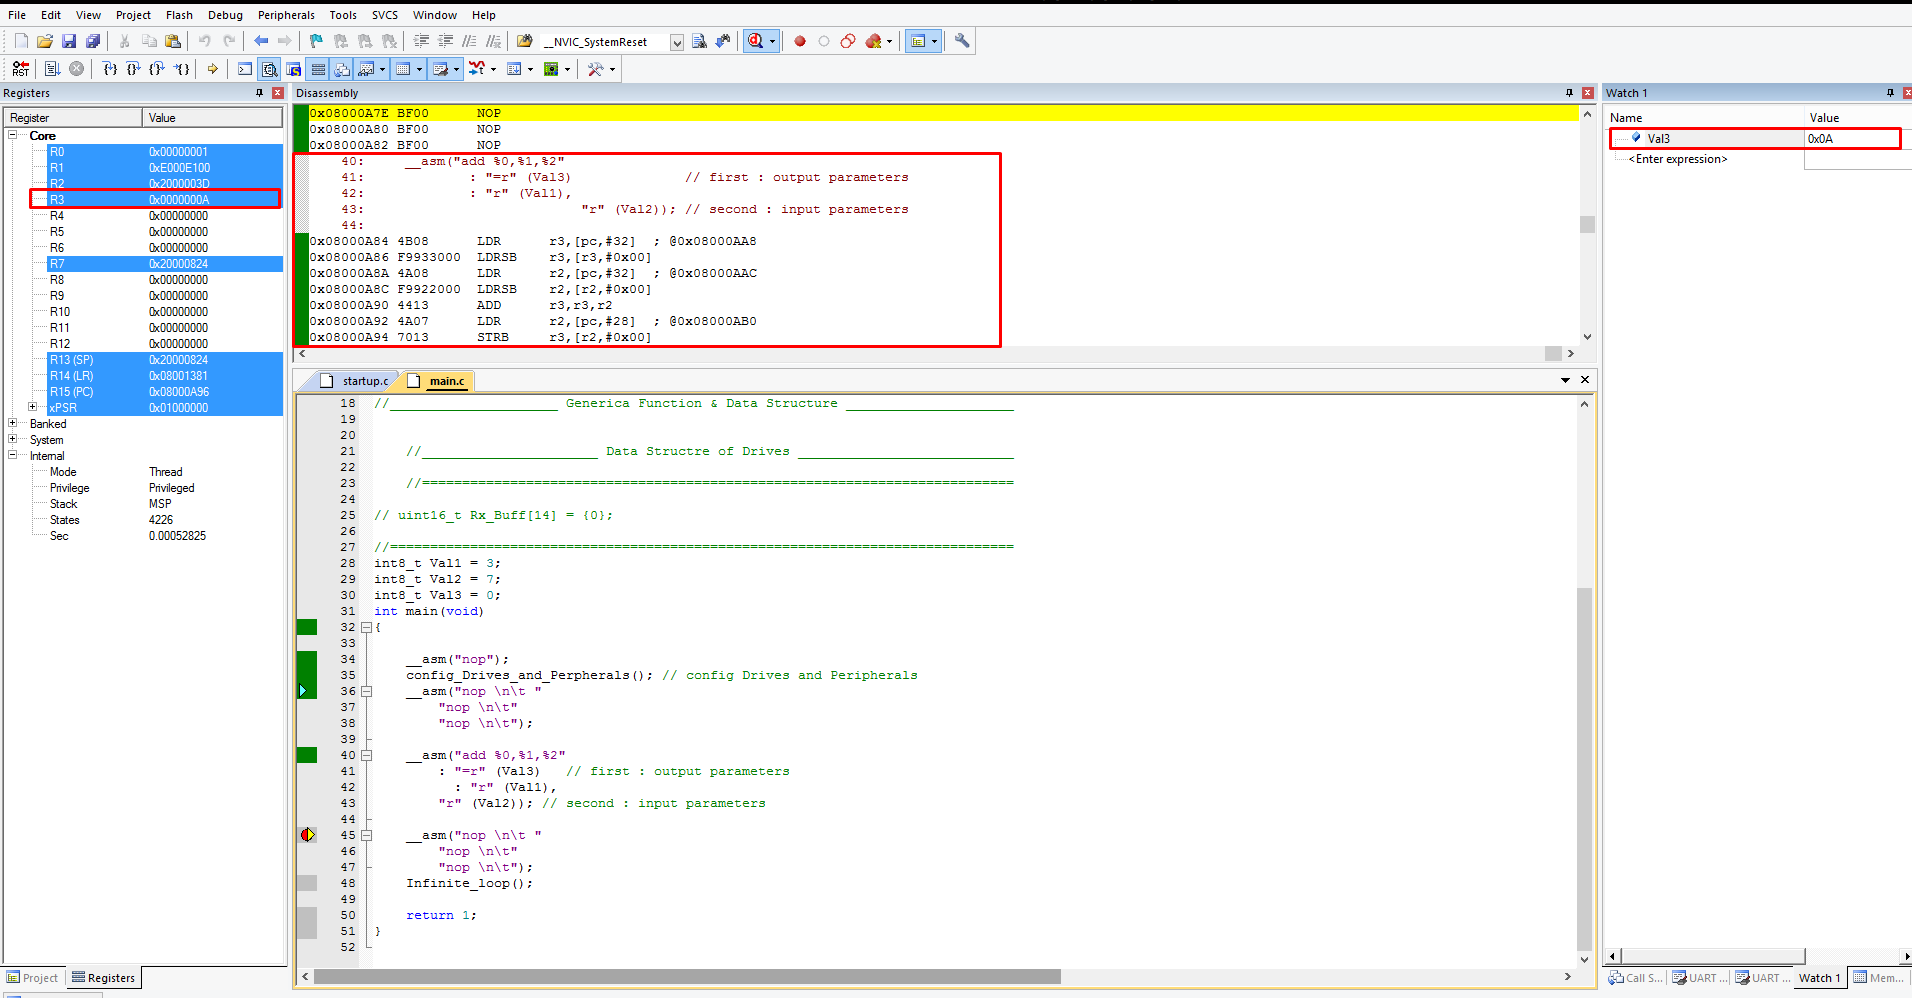 File Edit View Project Flash Debug Peripherals Tools SVCS Window Help
__NVIC_SystemReset
RST
Registers
Register Value
Core
R0 0x00000001
R1 0xE000E100
R2 0x2000003D
R3 0x0000000A
R4 0x00000000
R5 0x00000000
R6 0x00000000
R7 0x20000824
R8 0x00000000
R9 0x00000000
R10 0x00000000
R11 0x00000000
R12 0x00000000
R13 (SP) 0x20000824
R14 (LR) 0x08001381
R15 (PC) 0x08000A96
xPSR 0x01000000
Banked
System
Internal
Mode Thread
Privilege Privileged
Stack MSP
States 4226
Sec 0.00052825
Project Registers
Disassembly
0x08000A7E BF00 NOP
0x08000A80 BF00 NOP
0x08000A82 BF00 NOP
40: __asm("add %0,%1,%2"
41: : "=r" (Val3) // first : output parameters
42: : "r" (Val1),
43: "r" (Val2)); // second : input parameters
44:
0x08000A84 4B08 LDR r3,[pc,#32] ; @0x08000AA8
0x08000A86 F9933000 LDRSB r3,[r3,#0x00]
0x08000A8A 4A08 LDR r2,[pc,#32] ; @0x08000AAC
0x08000A8C F9922000 LDRSB r2,[r2,#0x00]
0x08000A90 4413 ADD r3,r3,r2
0x08000A92 4A07 LDR r2,[pc,#28] ; @0x08000AB0
0x08000A94 7013 STRB r3,[r2,#0x00]
startup.c main.c
18 //_____________________ Generica Function & Data Structure _____________________
19
20
21 //______________________ Data Structre of Drives ___________________________
22
23 //==========================================================================
24
25 // uint16_t Rx_Buff[14] = {0};
26
27 //==============================================================================
28 int8_t Val1 = 3;
29 int8_t Val2 = 7;
30 int8_t Val3 = 0;
31 int main(void)
32 {
33
34 __asm("nop");
35 config_Drives_and_Perpherals(); // config Drives and Peripherals
36 __asm("nop \n\t "
37 "nop \n\t"
38 "nop \n\t");
39
40 __asm("add %0,%1,%2"
41 : "=r" (Val3) // first : output parameters
42 : "r" (Val1),
43 "r" (Val2)); // second : input parameters
44
45 __asm("nop \n\t "
46 "nop \n\t"
47 "nop \n\t");
48 Infinite_loop();
49
50 return 1;
51 }
52
Watch 1
Name Value
Val3 0x0A
<Enter expression>
Call S... UART ... UART ... Watch 1 Mem...